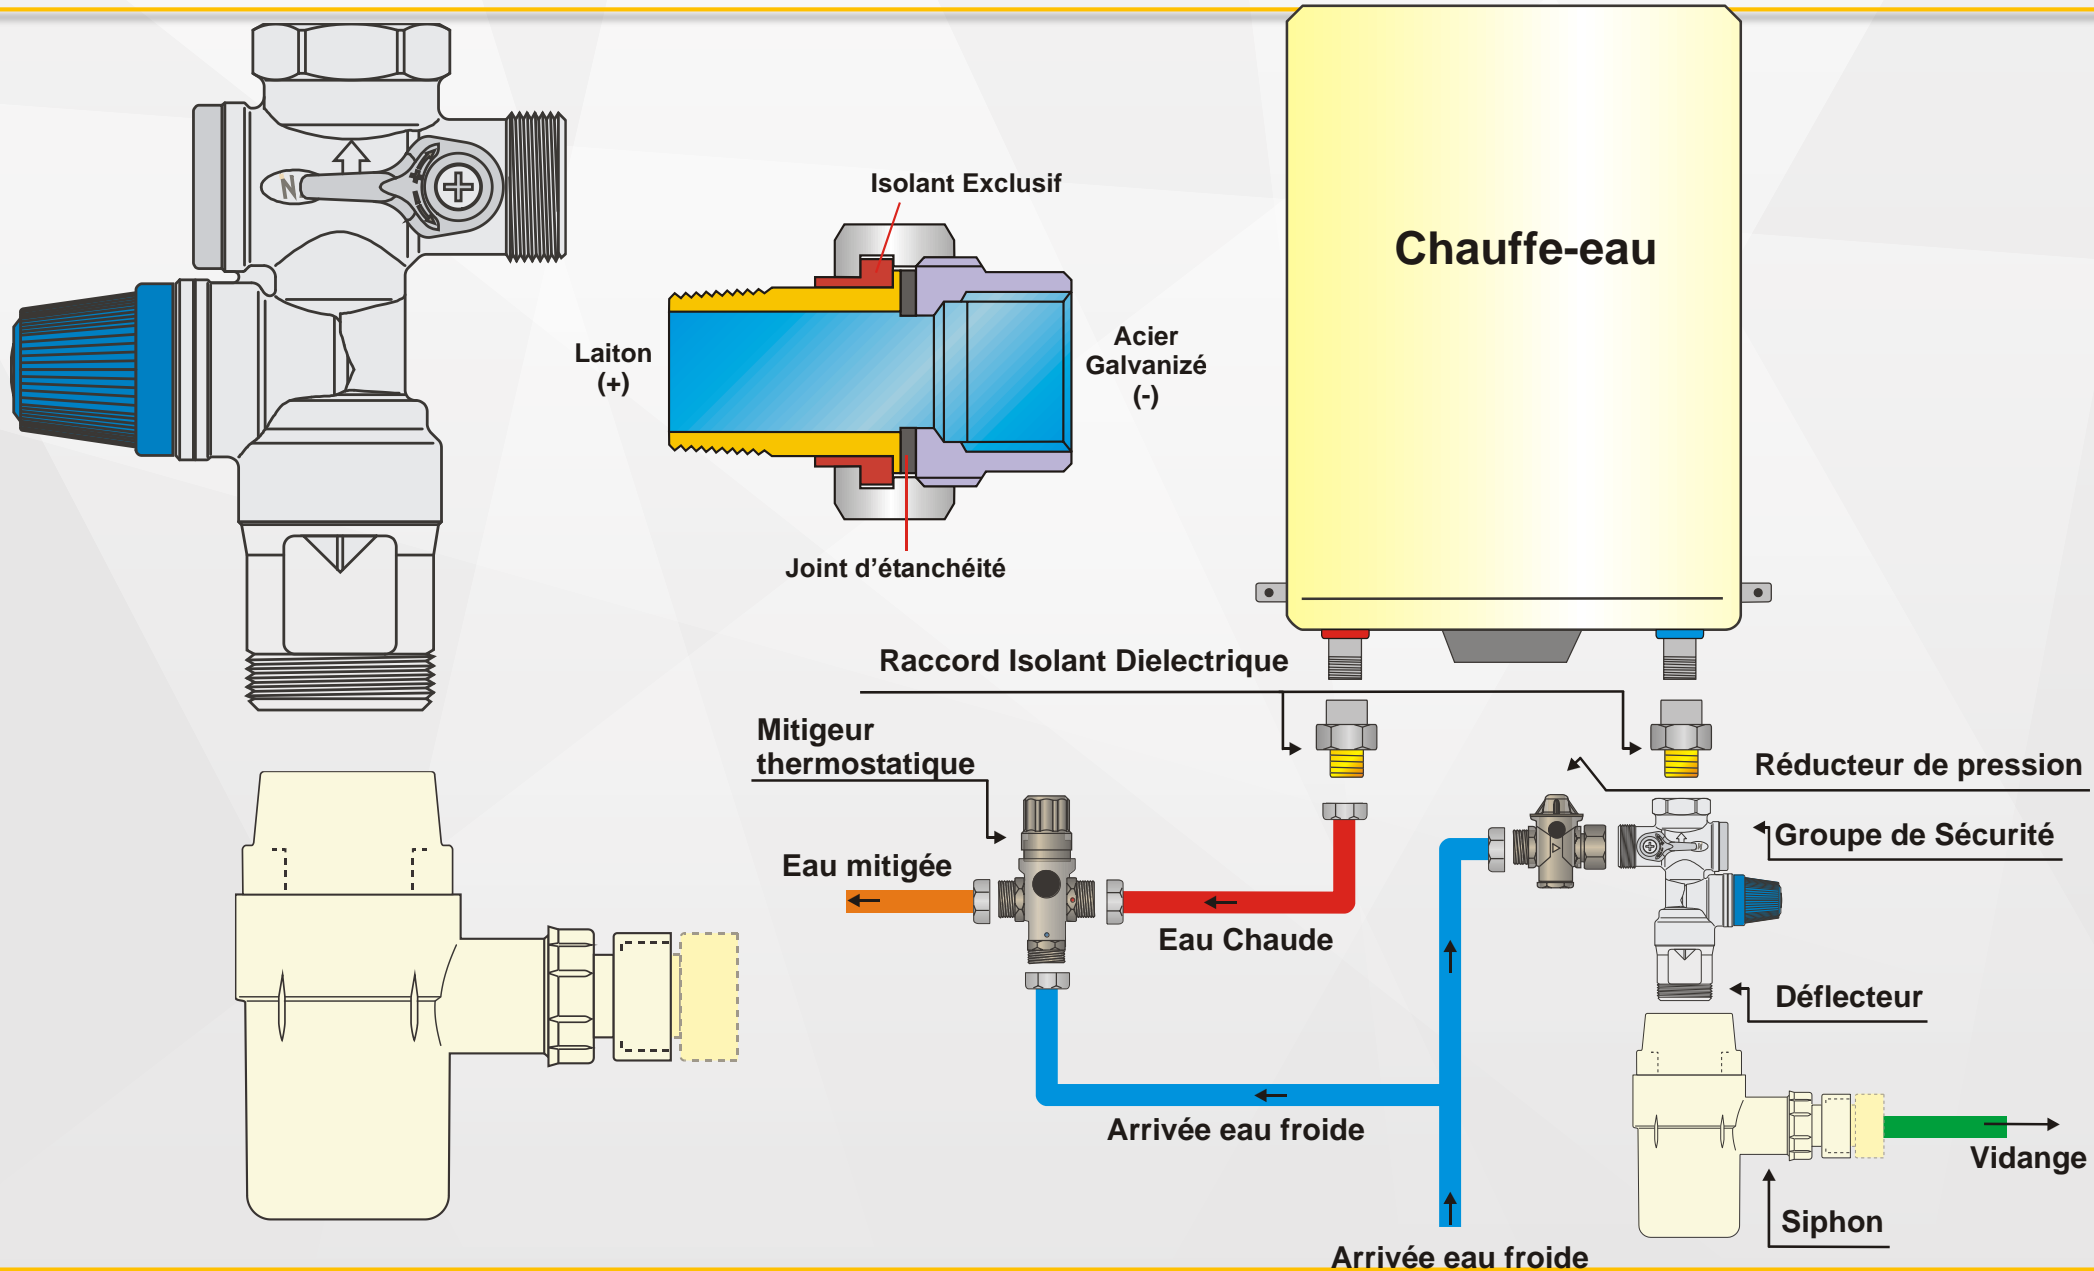 Isolant Exclusif
Chauffe-eau
Laiton
(+)
Acier
Galvanizé
(-)
Joint d’étanchéité
Raccord Isolant Dielectrique
Mitigeur
thermostatique
Réducteur de pression
Groupe de Sécurité
Eau mitigée
Eau Chaude
Déflecteur
Arrivée eau froide
Vidange
Siphon
Arrivée eau froide